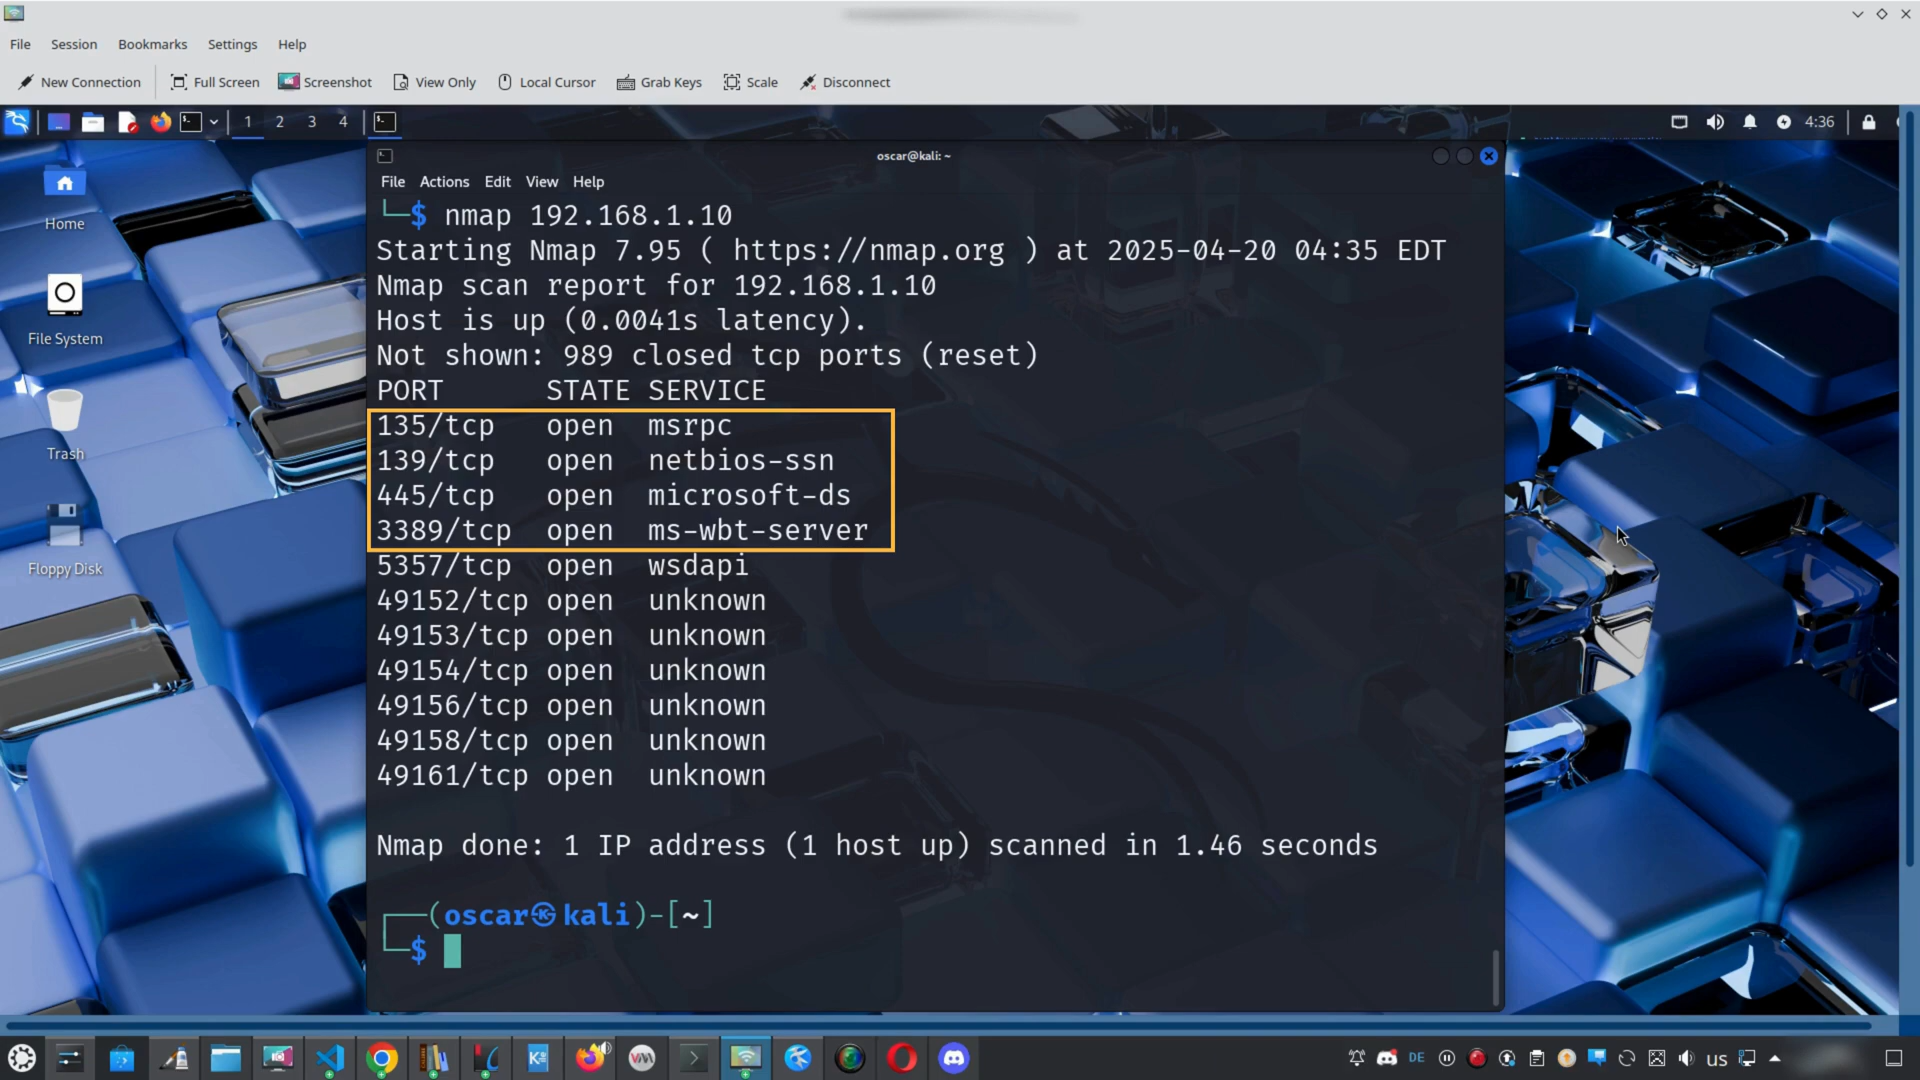 File Session Bookmarks Settings Help
New Connection Full Screen Screenshot View Only Local Cursor Grab Keys Scale Disconnect
1 2 3 4 4:36
oscar@kali: ~
File Actions Edit View Help
Home
File System
Trash
Floppy Disk
└─$ nmap 192.168.1.10
Starting Nmap 7.95 ( https://nmap.org ) at 2025-04-20 04:35 EDT
Nmap scan report for 192.168.1.10
Host is up (0.0041s latency).
Not shown: 989 closed tcp ports (reset)
PORT STATE SERVICE
135/tcp open msrpc
139/tcp open netbios-ssn
445/tcp open microsoft-ds
3389/tcp open ms-wbt-server
5357/tcp open wsdapi
49152/tcp open unknown
49153/tcp open unknown
49154/tcp open unknown
49156/tcp open unknown
49158/tcp open unknown
49161/tcp open unknown
Nmap done: 1 IP address (1 host up) scanned in 1.46 seconds
┌──(oscar㉿kali)-[~]
└─$
DE us